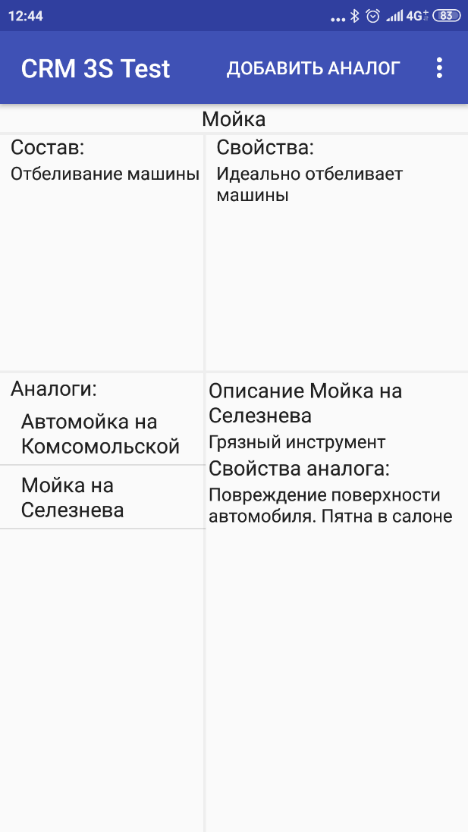 12:44
4G+ 83
CRM 3S Test
ДОБАВИТЬ АНАЛОГ
Мойка
Состав:
Отбеливание машины
Свойства:
Идеально отбеливает
машины
Аналоги:
Автомойка на
Комсомольской
Мойка на
Селезнева
Описание Мойка на
Селезнева
Грязный инструмент
Свойства аналога:
Повреждение поверхности
автомобиля. Пятна в салоне